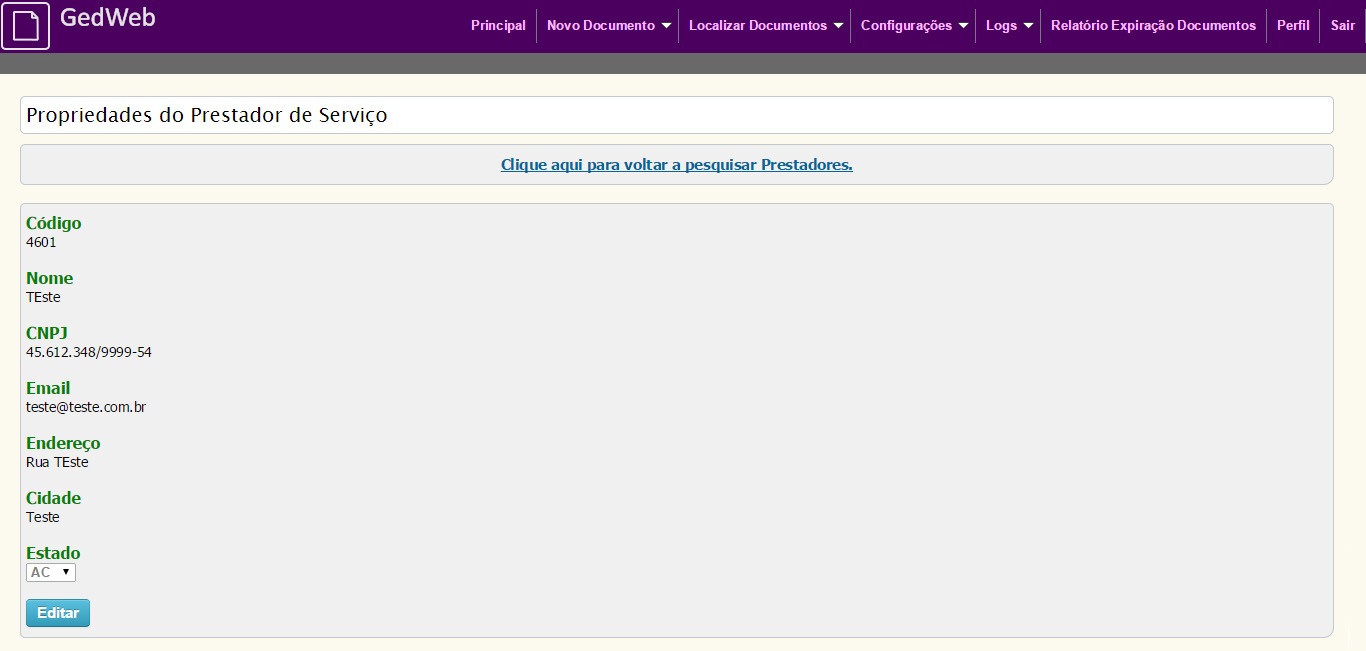 GedWeb
Principal
Novo Documento
Localizar Documentos
Configurações
Logs
Relatório Expiração Documentos
Perfil
Sair
Propriedades do Prestador de Serviço
Clique aqui para voltar a pesquisar Prestadores.
Código
4601
Nome
TEste
CNPJ
45.612.348/9999-54
Email
teste@teste.com.br
Endereço
Rua TEste
Cidade
Teste
Estado
AC
Editar